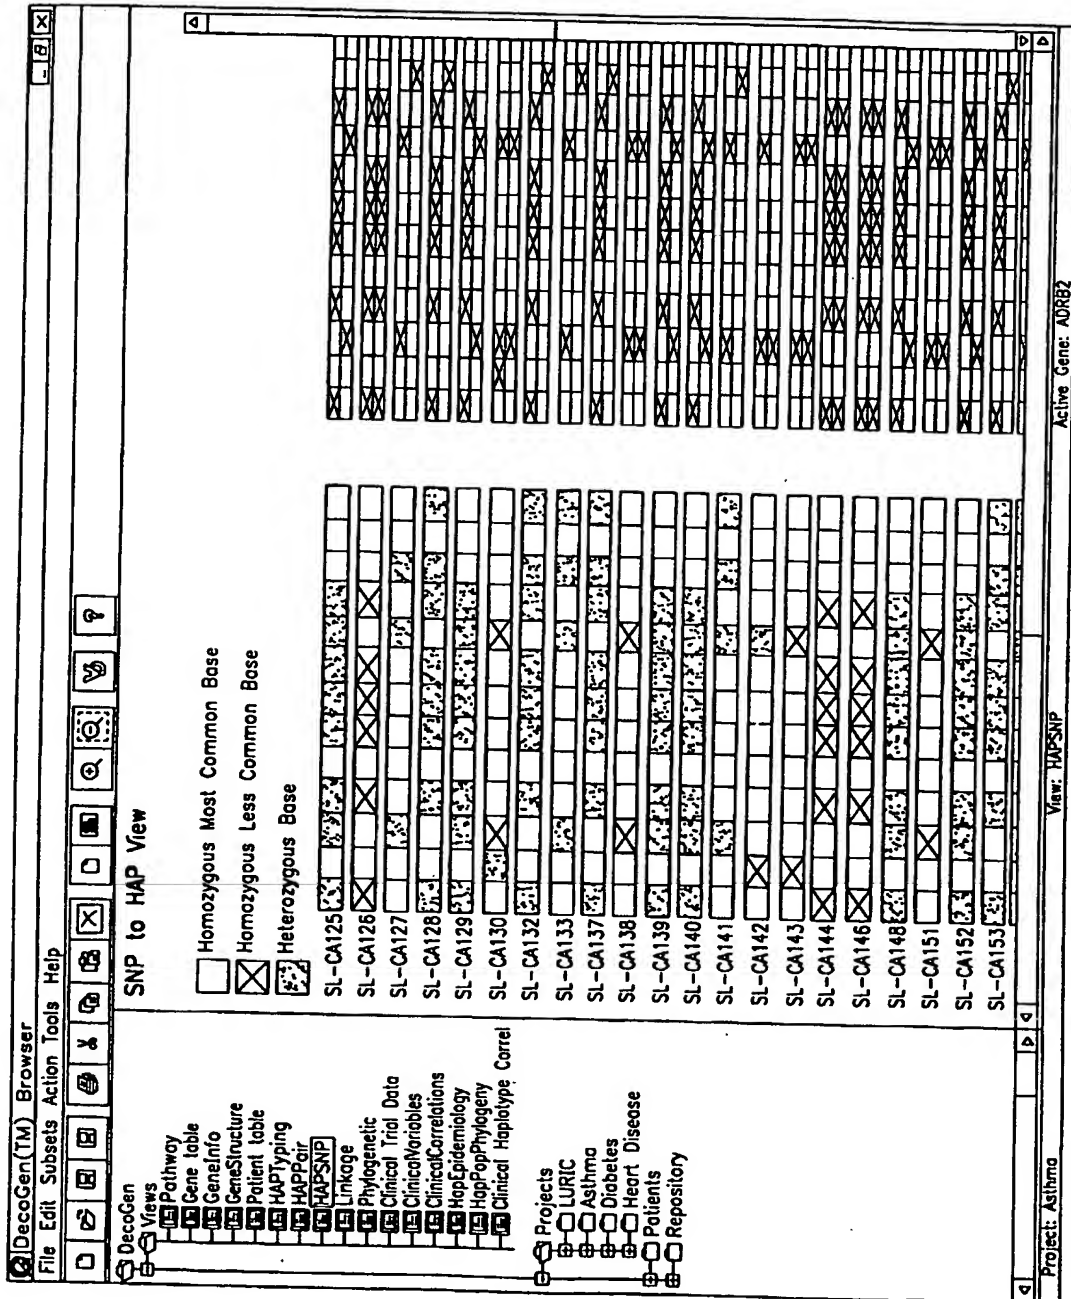 DecoGen(TM) Browser
File Edit Subsets Action Tools Help
DecoGen
Views
Pathway
Gene table
GeneInfo
GeneStructure
Patient table
HAPTyping
HAPPair
HAPSNP
Linkage
Phylogenetic
Clinical Trial Data
ClinicalVariables
ClinicalCorrelations
HapEpidemiology
HapPopPhylogeny
Clinical Haplotype Correl
Projects
LURIC
Asthma
Diabetes
Heart Disease
Patients
Repository
SNP to HAP View
Homozygous Most Common Base
Homozygous Less Common Base
Heterozygous Base
SL-CA125
SL-CA126
SL-CA127
SL-CA128
SL-CA129
SL-CA130
SL-CA132
SL-CA133
SL-CA137
SL-CA138
SL-CA139
SL-CA140
SL-CA141
SL-CA142
SL-CA143
SL-CA144
SL-CA146
SL-CA148
SL-CA151
SL-CA152
SL-CA153
Project: Asthma
View: HAPSNP
Active Gene: ADRB2